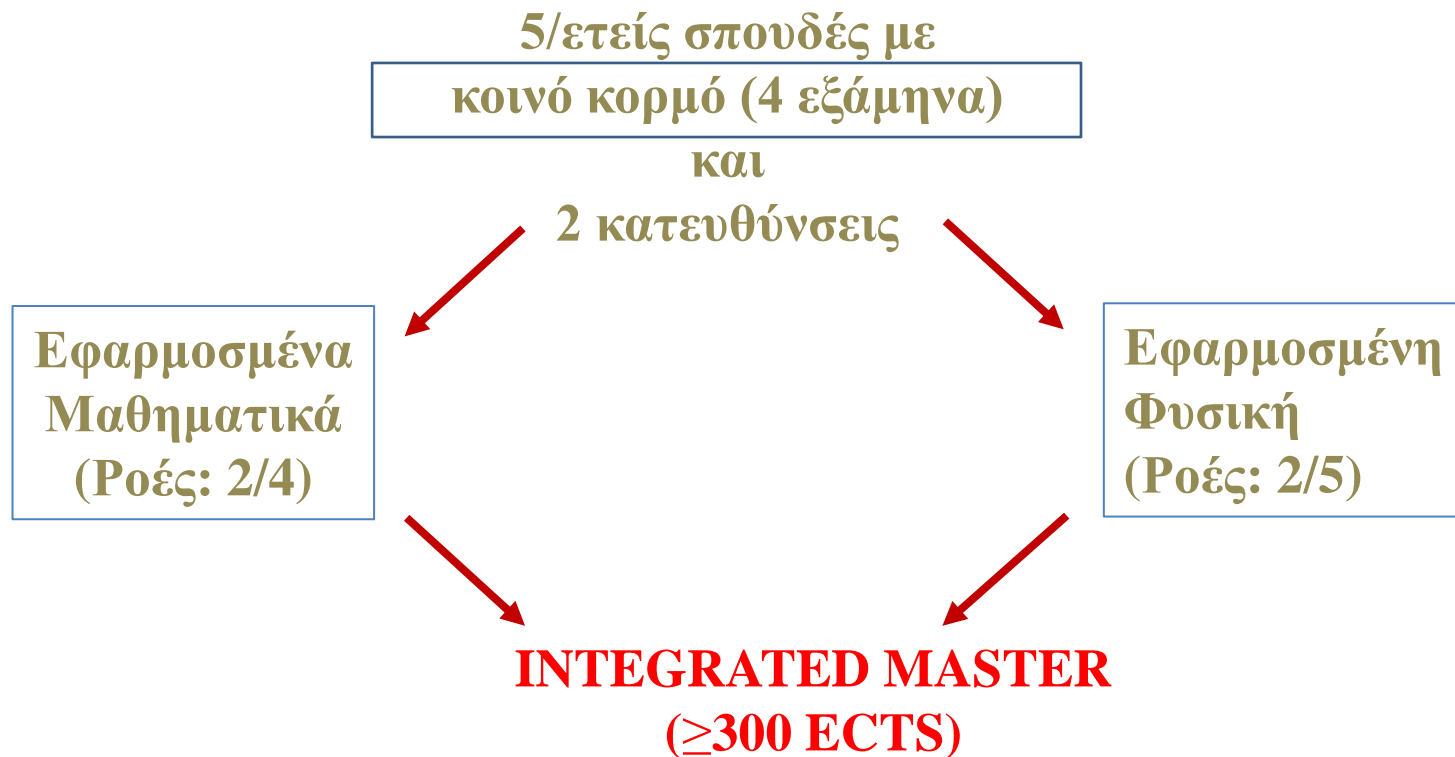 5/ετείς σπουδές με
κοινό κορμό (4 εξάμηνα)
και
2 κατευθύνσεις
Εφαρμοσμένα
Μαθηματικά
(Ροές: 2/4)
Εφαρμοσμένη
Φυσική
(Ροές: 2/5)
INTEGRATED MASTER
(≥300 ECTS)